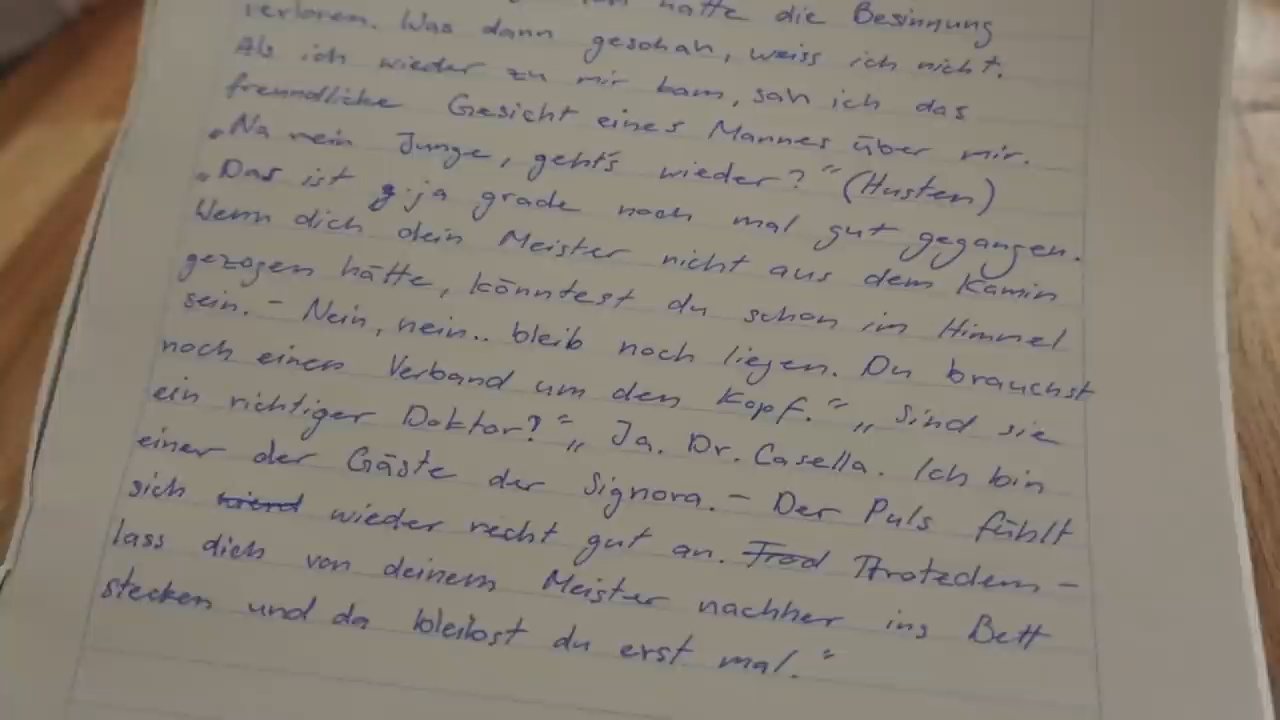 hatte die Besinnung
verloren. Was dann geschah, weiss ich nicht.
Als ich wieder zu mir kam, sah ich das
freundliche Gesicht eines Mannes über mir.
„Na mein Junge, geht's wieder?“ (Husten)
„Das ist ja grade noch mal gut gegangen.
Wenn dich dein Meister nicht aus dem Kamin
gezogen hätte, könntest du schon im Himmel
sein. – Nein, nein.. bleib noch liegen. Du brauchst
noch einen Verband um den Kopf.“ „Sind sie
ein richtiger Doktor?“ „Ja. Dr. Casella. Ich bin
einer der Gäste der Signora. – Der Puls fühlt
sich wieder recht gut an. Trotzdem –
lass dich von deinem Meister nachher ins Bett
stecken und da bleibst du erst mal.“